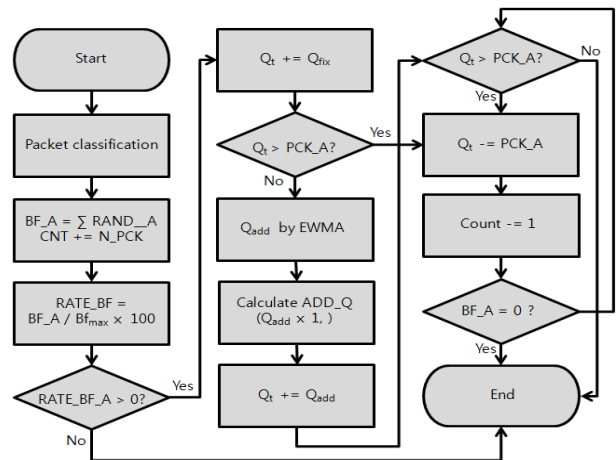 Start
Packet classification
BF_A = ∑ RAND__A
CNT += N_PCK
RATE_BF =
BF_A / Bfmax × 100
RATE_BF_A > 0?
Yes
No
Qt += Qfix
Qt > PCK_A?
Yes
No
Qadd by EWMA
Calculate ADD_Q
(Qadd × 1, )
Qt += Qadd
Qt > PCK_A?
No
Yes
Qt -= PCK_A
Count -= 1
BF_A = 0 ?
Yes
End